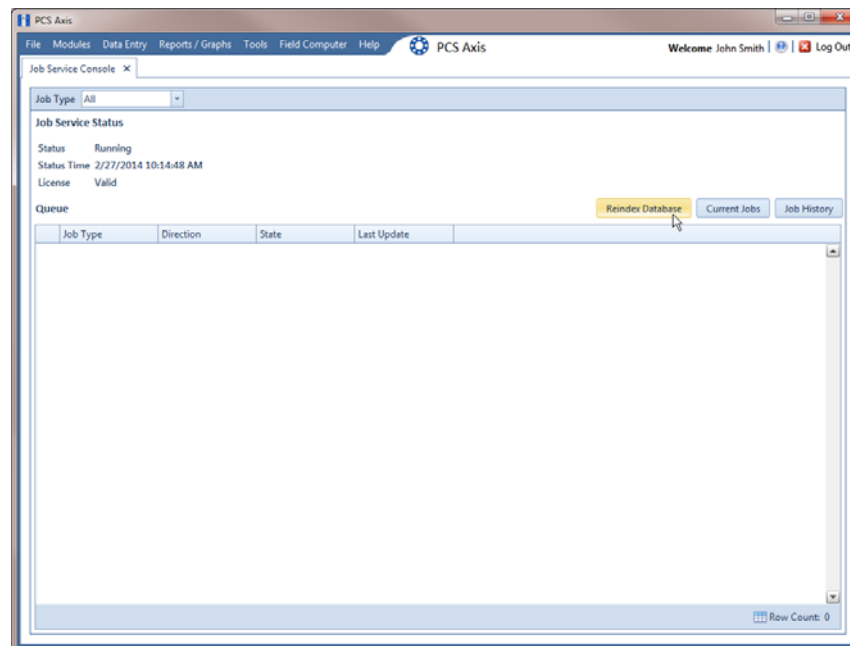 PCS Axis
File Modules Data Entry Reports / Graphs Tools Field Computer Help PCS Axis Welcome John Smith | | Log Out
Job Service Console
Job Type All
Job Service Status
Status Running
Status Time 2/27/2014 10:14:48 AM
License Valid
Queue Reindex Database Current Jobs Job History
Job Type Direction State Last Update
Row Count: 0